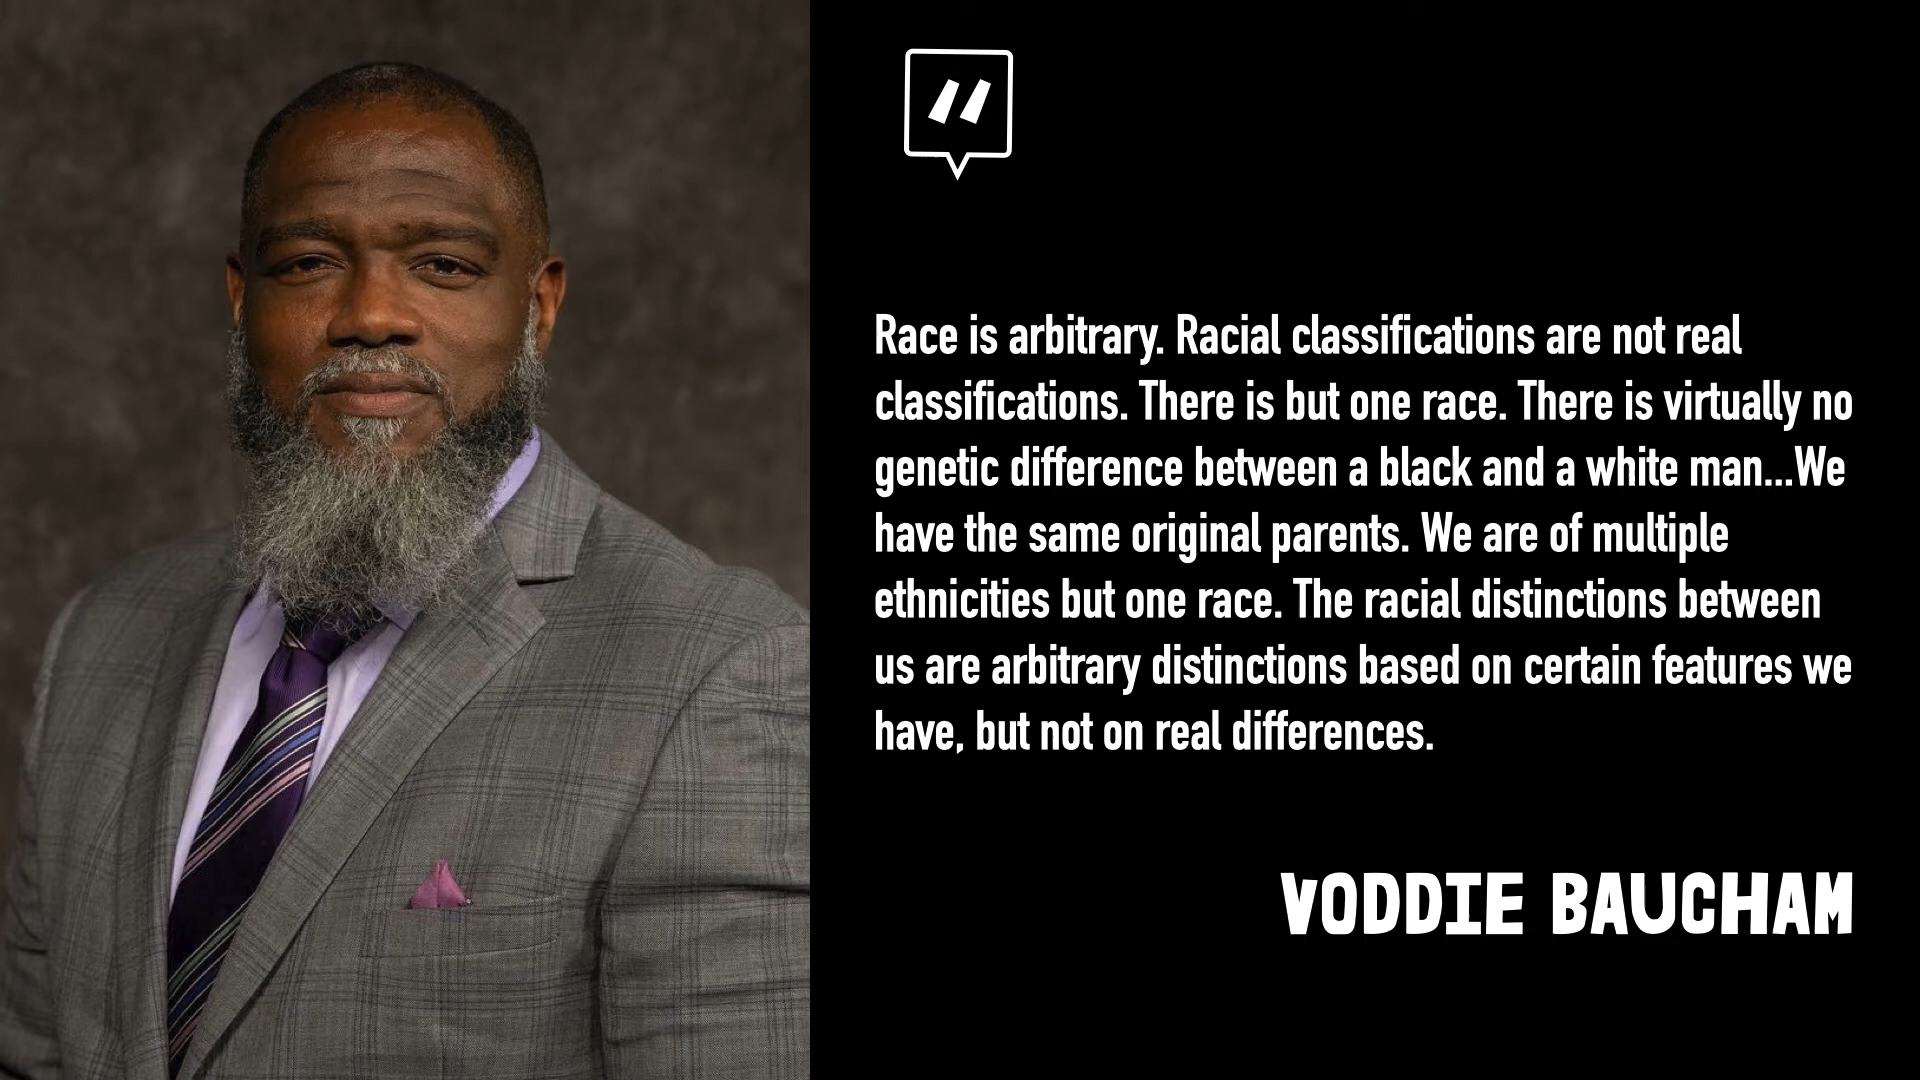 Race is arbitrary. Racial classifications are not real
classifications. There is but one race. There is virtually no
genetic difference between a black and a white man...We
have the same original parents. We are of multiple
ethnicities but one race. The racial distinctions between
us are arbitrary distinctions based on certain features we
have, but not on real differences.
VODDIE BAUCHAM